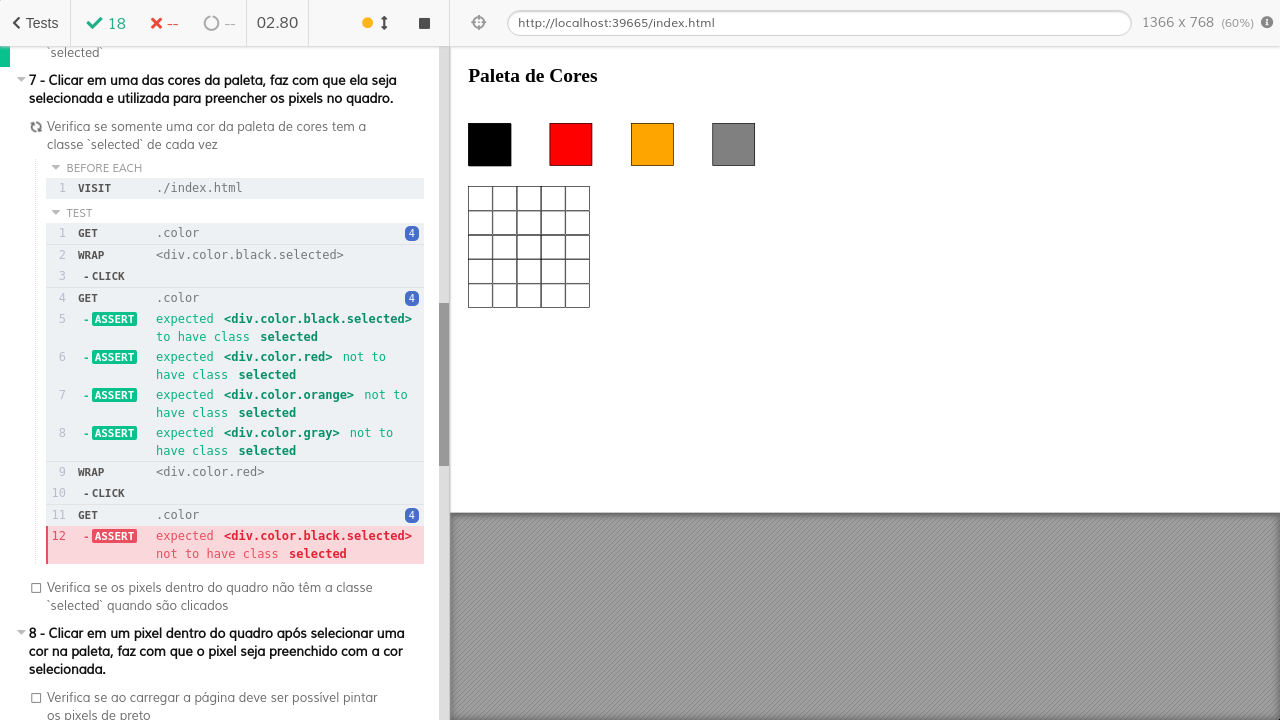 Tests 18 -- -- 02.80
http://localhost:39665/index.html 1366 x 768 (60%)
`selected`
7 - Clicar em uma das cores da paleta, faz com que ela seja
selecionada e utilizada para preencher os pixels no quadro.
Verifica se somente uma cor da paleta de cores tem a
classe `selected` de cada vez
BEFORE EACH
1 VISIT ./index.html
TEST
1 GET .color 4
2 WRAP <div.color.black.selected>
3 -CLICK
4 GET .color 4
5 -ASSERT expected <div.color.black.selected>
to have class selected
6 -ASSERT expected <div.color.red> not to
have class selected
7 -ASSERT expected <div.color.orange> not to
have class selected
8 -ASSERT expected <div.color.gray> not to
have class selected
9 WRAP <div.color.red>
10 -CLICK
11 GET .color 4
12 -ASSERT expected <div.color.black.selected>
not to have class selected
Verifica se os pixels dentro do quadro não têm a classe
`selected` quando são clicados
8 - Clicar em um pixel dentro do quadro após selecionar uma
cor na paleta, faz com que o pixel seja preenchido com a cor
selecionada.
Verifica se ao carregar a página deve ser possível pintar
os pixels de preto
Paleta de Cores